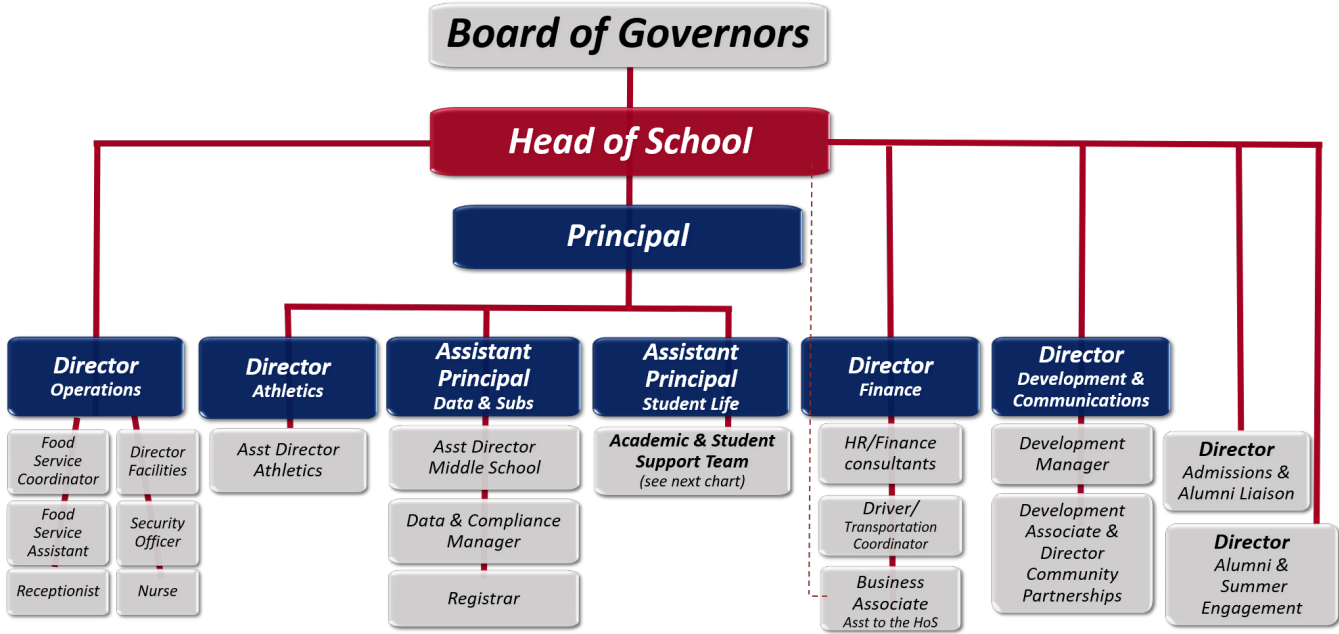 Board of Governors
Head of School
Principal
Director
Operations
Director
Athletics
Assistant
Principal
Data & Subs
Assistant
Principal
Student Life
Director
Finance
Director
Development &
Communications
Food
Service
Coordinator
Director
Facilities
Food
Service
Assistant
Security
Officer
Receptionist
Nurse
Asst Director
Athletics
Asst Director
Middle School
Data & Compliance
Manager
Registrar
Academic & Student
Support Team
(see next chart)
HR/Finance
consultants
Driver/
Transportation
Coordinator
Business
Associate
Asst to the HoS
Development
Manager
Development
Associate &
Director
Community
Partnerships
Director
Admissions &
Alumni Liaison
Director
Alumni &
Summer
Engagement